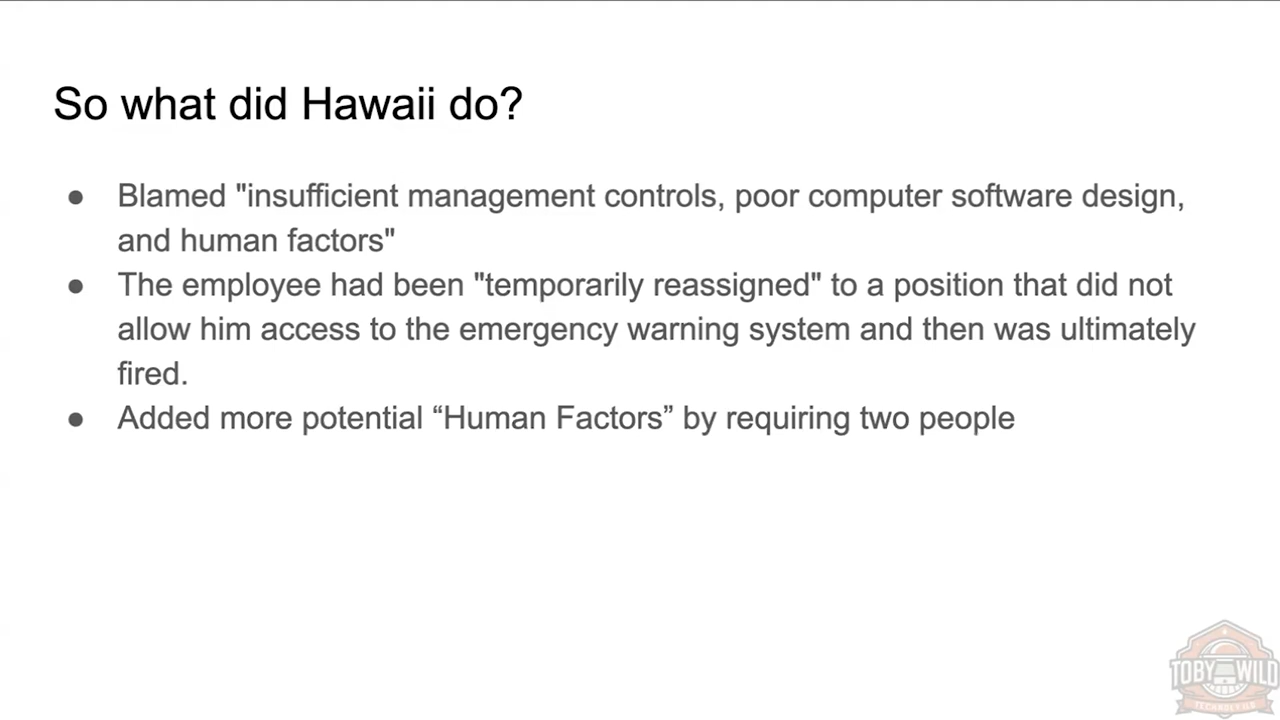 So what did Hawaii do?
● Blamed "insufficient management controls, poor computer software design,
and human factors"
● The employee had been "temporarily reassigned" to a position that did not
allow him access to the emergency warning system and then was ultimately
fired.
● Added more potential “Human Factors” by requiring two people
TOBY WILD